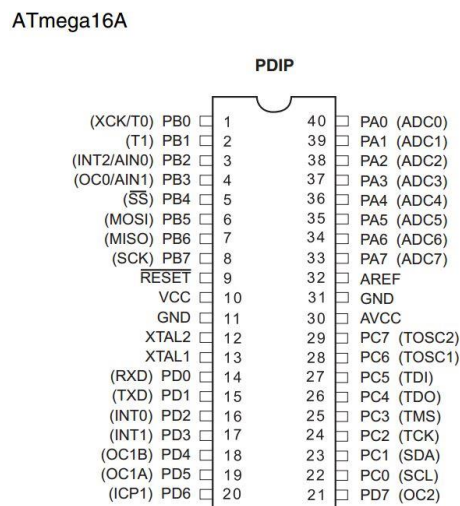 ATmega16A
PDIP
(XCK/T0) PB0 1 40 PA0 (ADC0)
(T1) PB1 2 39 PA1 (ADC1)
(INT2/AIN0) PB2 3 38 PA2 (ADC2)
(OC0/AIN1) PB3 4 37 PA3 (ADC3)
(SS) PB4 5 36 PA4 (ADC4)
(MOSI) PB5 6 35 PA5 (ADC5)
(MISO) PB6 7 34 PA6 (ADC6)
(SCK) PB7 8 33 PA7 (ADC7)
RESET 9 32 AREF
VCC 10 31 GND
GND 11 30 AVCC
XTAL2 12 29 PC7 (TOSC2)
XTAL1 13 28 PC6 (TOSC1)
(RXD) PD0 14 27 PC5 (TDI)
(TXD) PD1 15 26 PC4 (TDO)
(INT0) PD2 16 25 PC3 (TMS)
(INT1) PD3 17 24 PC2 (TCK)
(OC1B) PD4 18 23 PC1 (SDA)
(OC1A) PD5 19 22 PC0 (SCL)
(ICP1) PD6 20 21 PD7 (OC2)